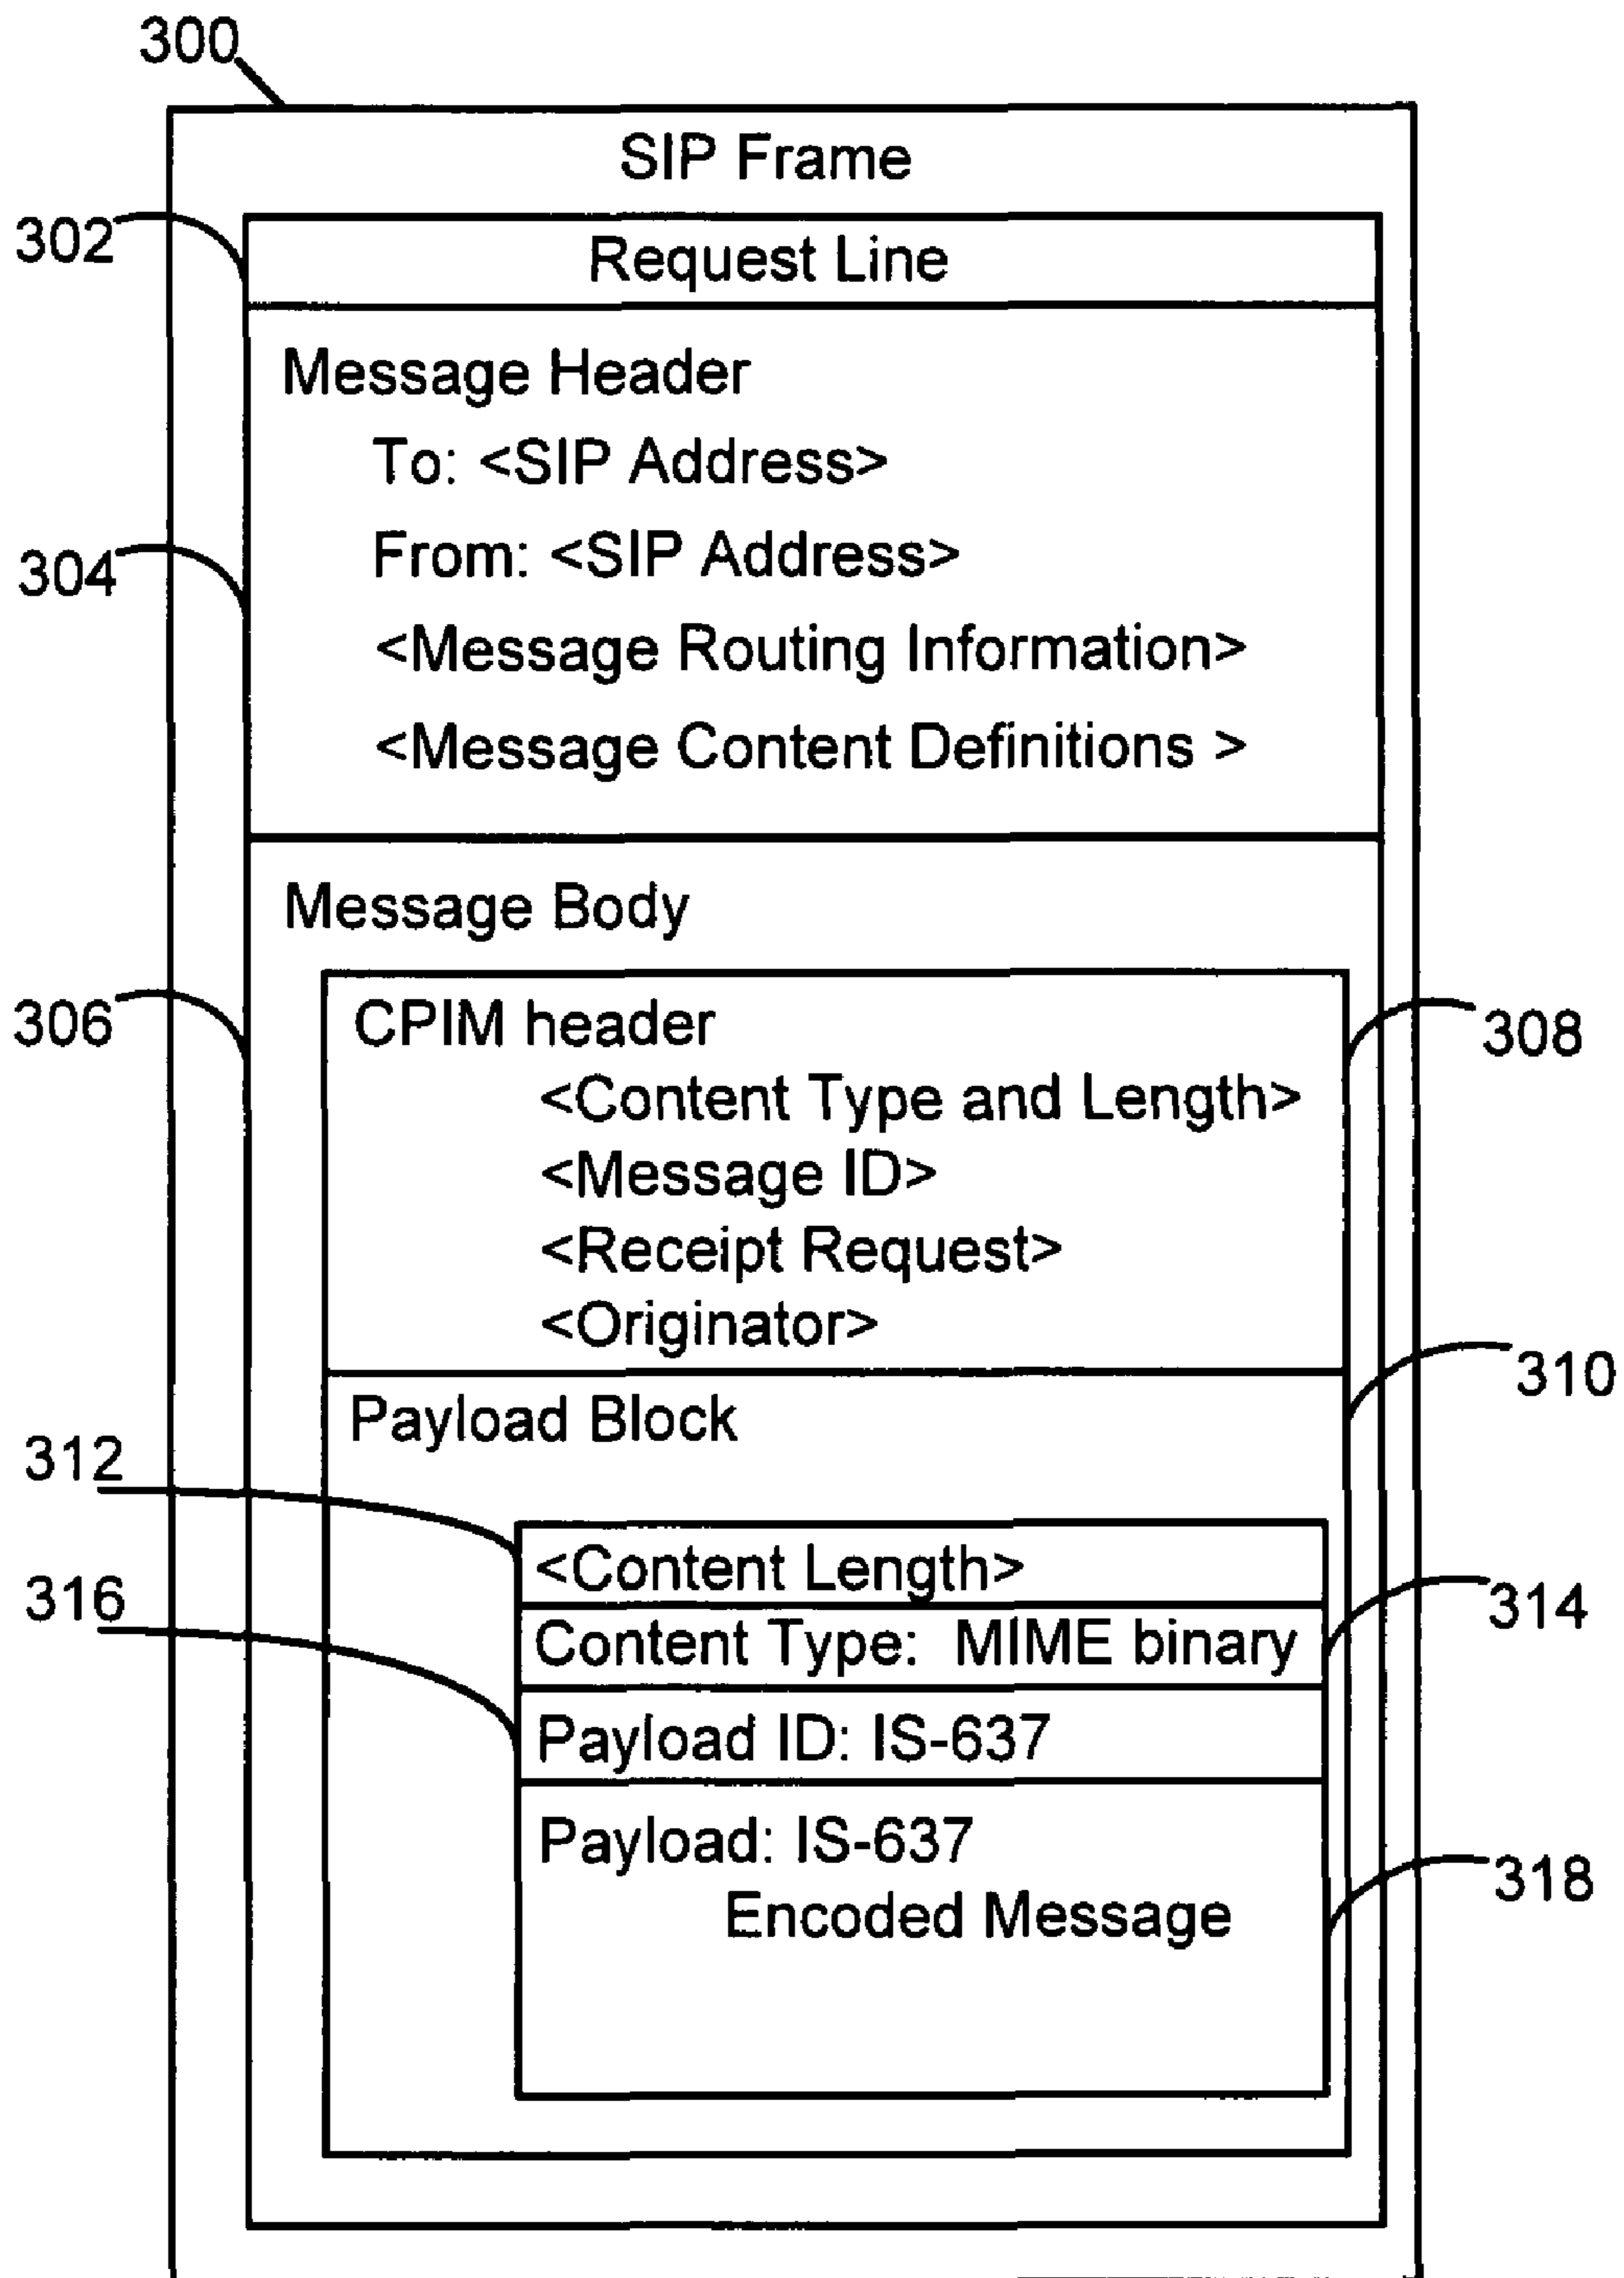 300
SIP Frame
302
Request Line
Message Header
To: <SIP Address>
304
From: <SIP Address>
<Message Routing Information>
<Message Content Definitions >
Message Body
306
CPIM header
308
<Content Type and Length>
<Message ID>
<Receipt Request>
<Originator>
310
Payload Block
312
<Content Length>
316
314
Content Type: MIME binary
Payload ID: IS-637
Payload: IS-637
Encoded Message
318